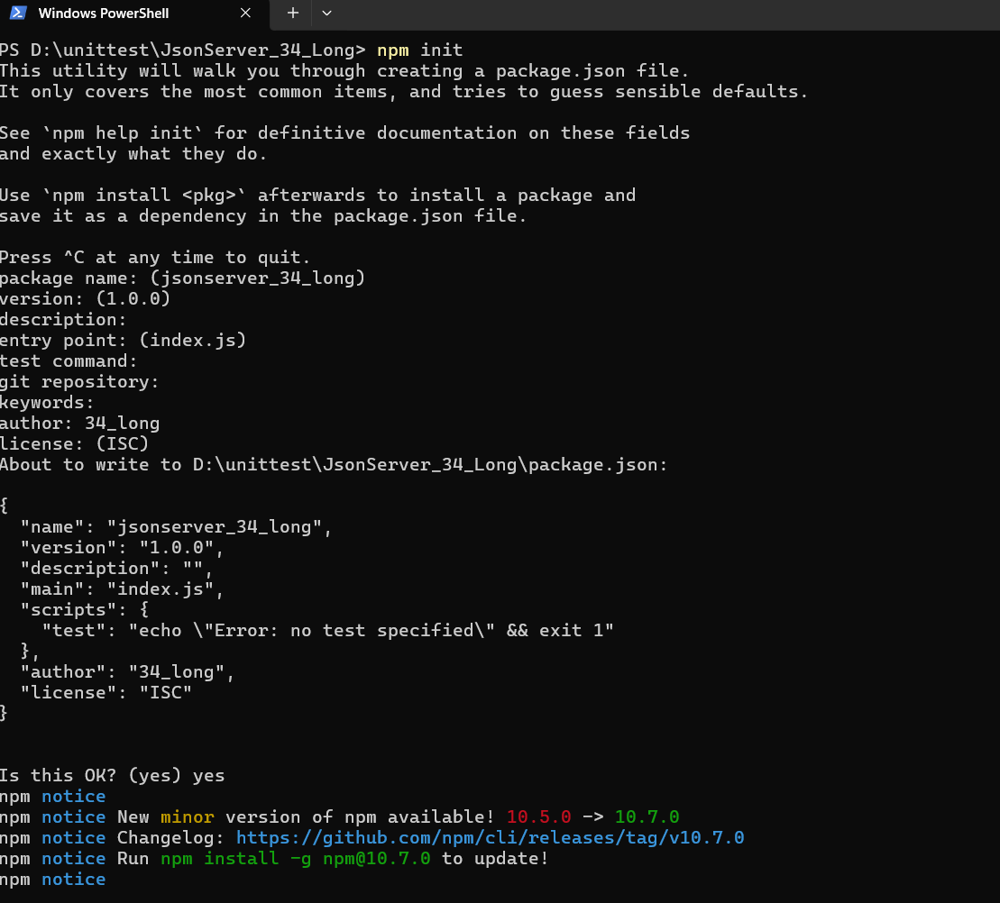 Windows PowerShell
PS D:\unittest\JsonServer_34_Long> npm init
This utility will walk you through creating a package.json file.
It only covers the most common items, and tries to guess sensible defaults.
See `npm help init` for definitive documentation on these fields
and exactly what they do.
Use `npm install <pkg>` afterwards to install a package and
save it as a dependency in the package.json file.
Press ^C at any time to quit.
package name: (jsonserver_34_long)
version: (1.0.0)
description:
entry point: (index.js)
test command:
git repository:
keywords:
author: 34_long
license: (ISC)
About to write to D:\unittest\JsonServer_34_Long\package.json:
{
  "name": "jsonserver_34_long",
  "version": "1.0.0",
  "description": "",
  "main": "index.js",
  "scripts": {
    "test": "echo \"Error: no test specified\" && exit 1"
  },
  "author": "34_long",
  "license": "ISC"
}
Is this OK? (yes) yes
npm notice
npm notice New minor version of npm available! 10.5.0 -> 10.7.0
npm notice Changelog: https://github.com/npm/cli/releases/tag/v10.7.0
npm notice Run npm install -g npm@10.7.0 to update!
npm notice